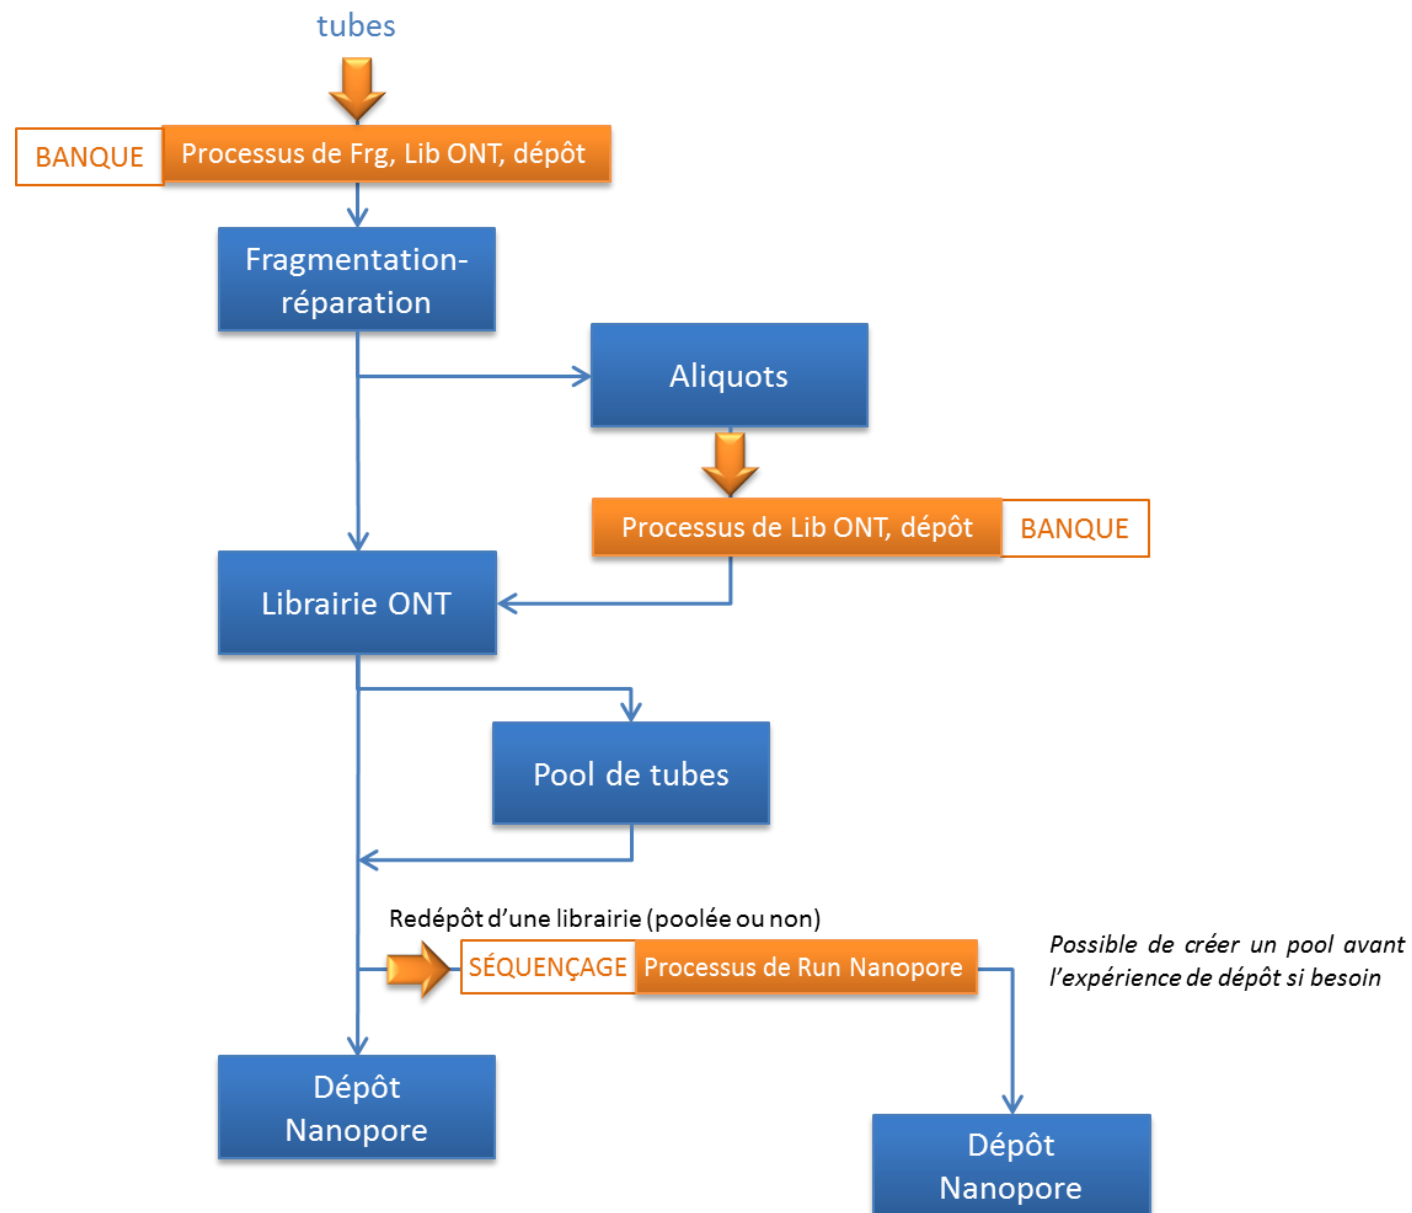 tubes
BANQUE Processus de Frg, Lib ONT, dépôt
Fragmentation-
réparation
Aliquots
Processus de Lib ONT, dépôt BANQUE
Librairie ONT
Pool de tubes
Redépôt d’une librairie (poolée ou non)
SÉQUENÇAGE Processus de Run Nanopore
Possible de créer un pool avant
l’expérience de dépôt si besoin
Dépôt
Nanopore
Dépôt
Nanopore